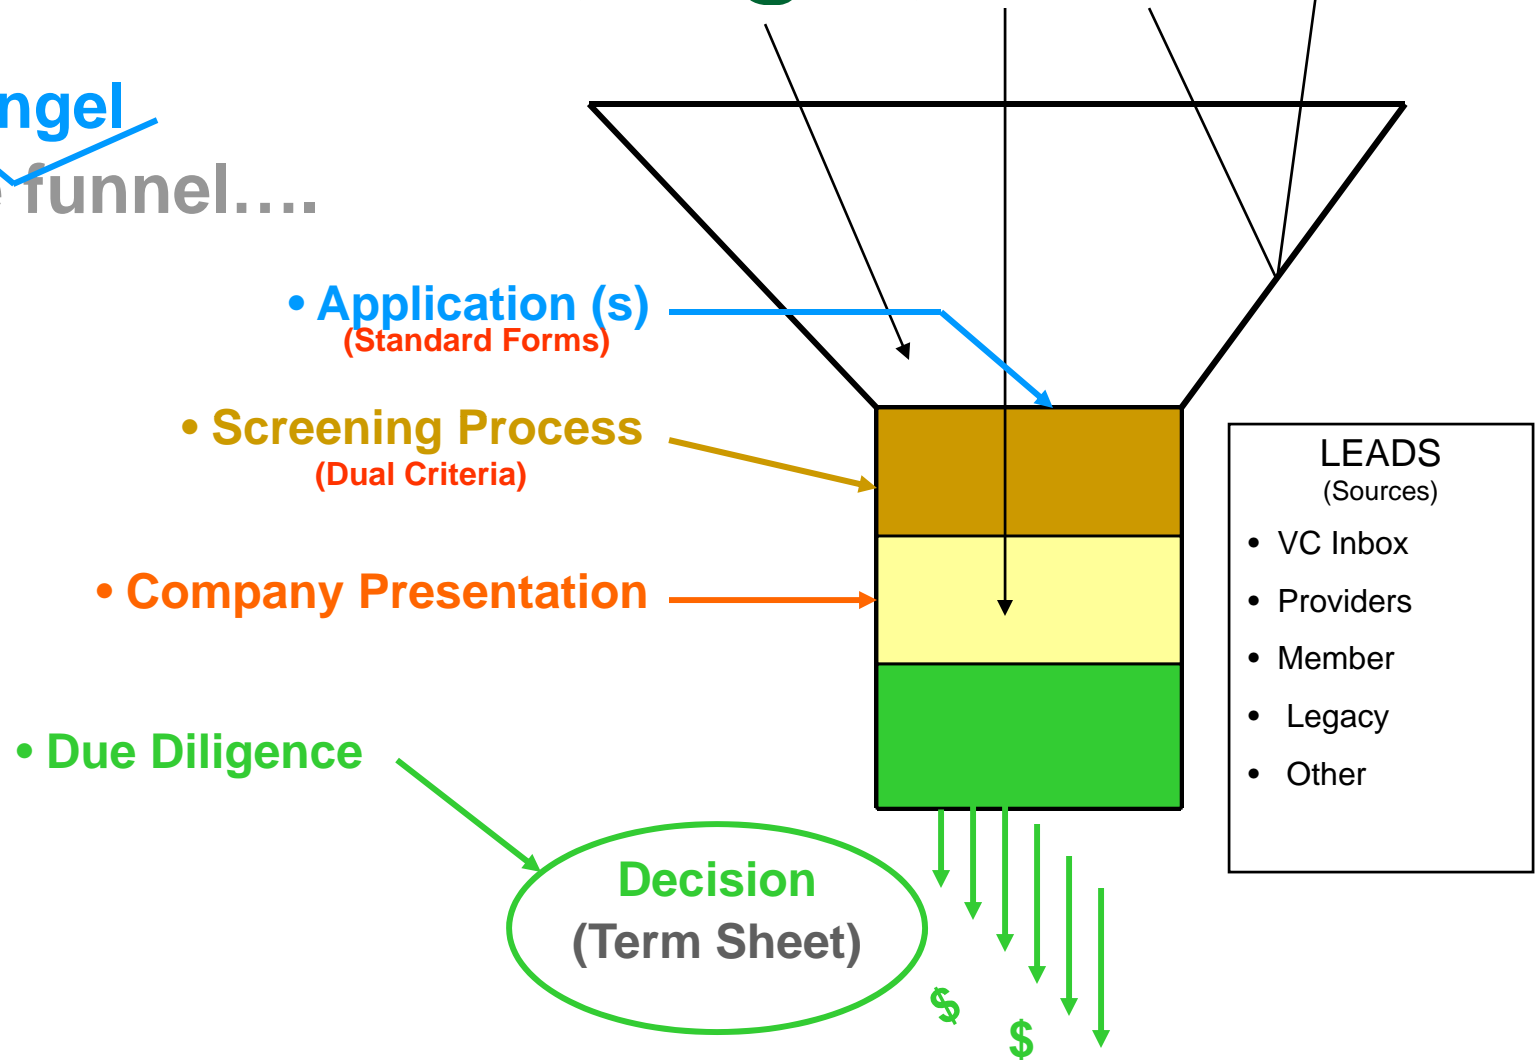 ngel
funnel....
• Application (s)
(Standard Forms)
• Screening Process
(Dual Criteria)
• Company Presentation
• Due Diligence
Decision
(Term Sheet)
$
$
LEADS
(Sources)
• VC Inbox
• Providers
• Member
• Legacy
• Other